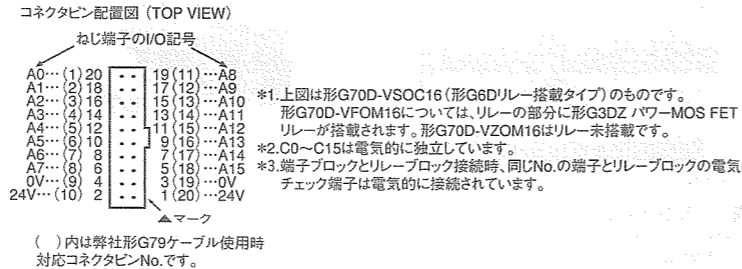 コネクタピン配置図（TOP VIEW）
ねじ端子のI/O記号
A0…(1)20 19(11)…A8
A1…(2)18 17(12)…A9
A2…(3)16 15(13)…A10
A3…(4)14 13(14)…A11
A4…(5)12 11(15)…A12
A5…(6)10 9(16)…A13
A6…(7) 8 7(17)…A14
A7…(8) 6 5(18)…A15
0V…(9) 4 3(19)…0V
24V…(10) 2 1(20)…24V
▲マーク
（ ）内は弊社形G79ケーブル使用時
対応コネクタピンNo.です。
*1.上図は形G70D-VSOC16（形G6Dリレー搭載タイプ）のものです。
形G70D-VFOM16については、リレーの部分に形G3DZ パワーMOS FET
リレーが搭載されます。形G70D-VZOM16はリレー未搭載です。
*2.C0～C15は電気的に独立しています。
*3.端子ブロックとリレーブロック接続時、同じNo.の端子とリレーブロックの電気
チェック端子は電気的に接続されています。